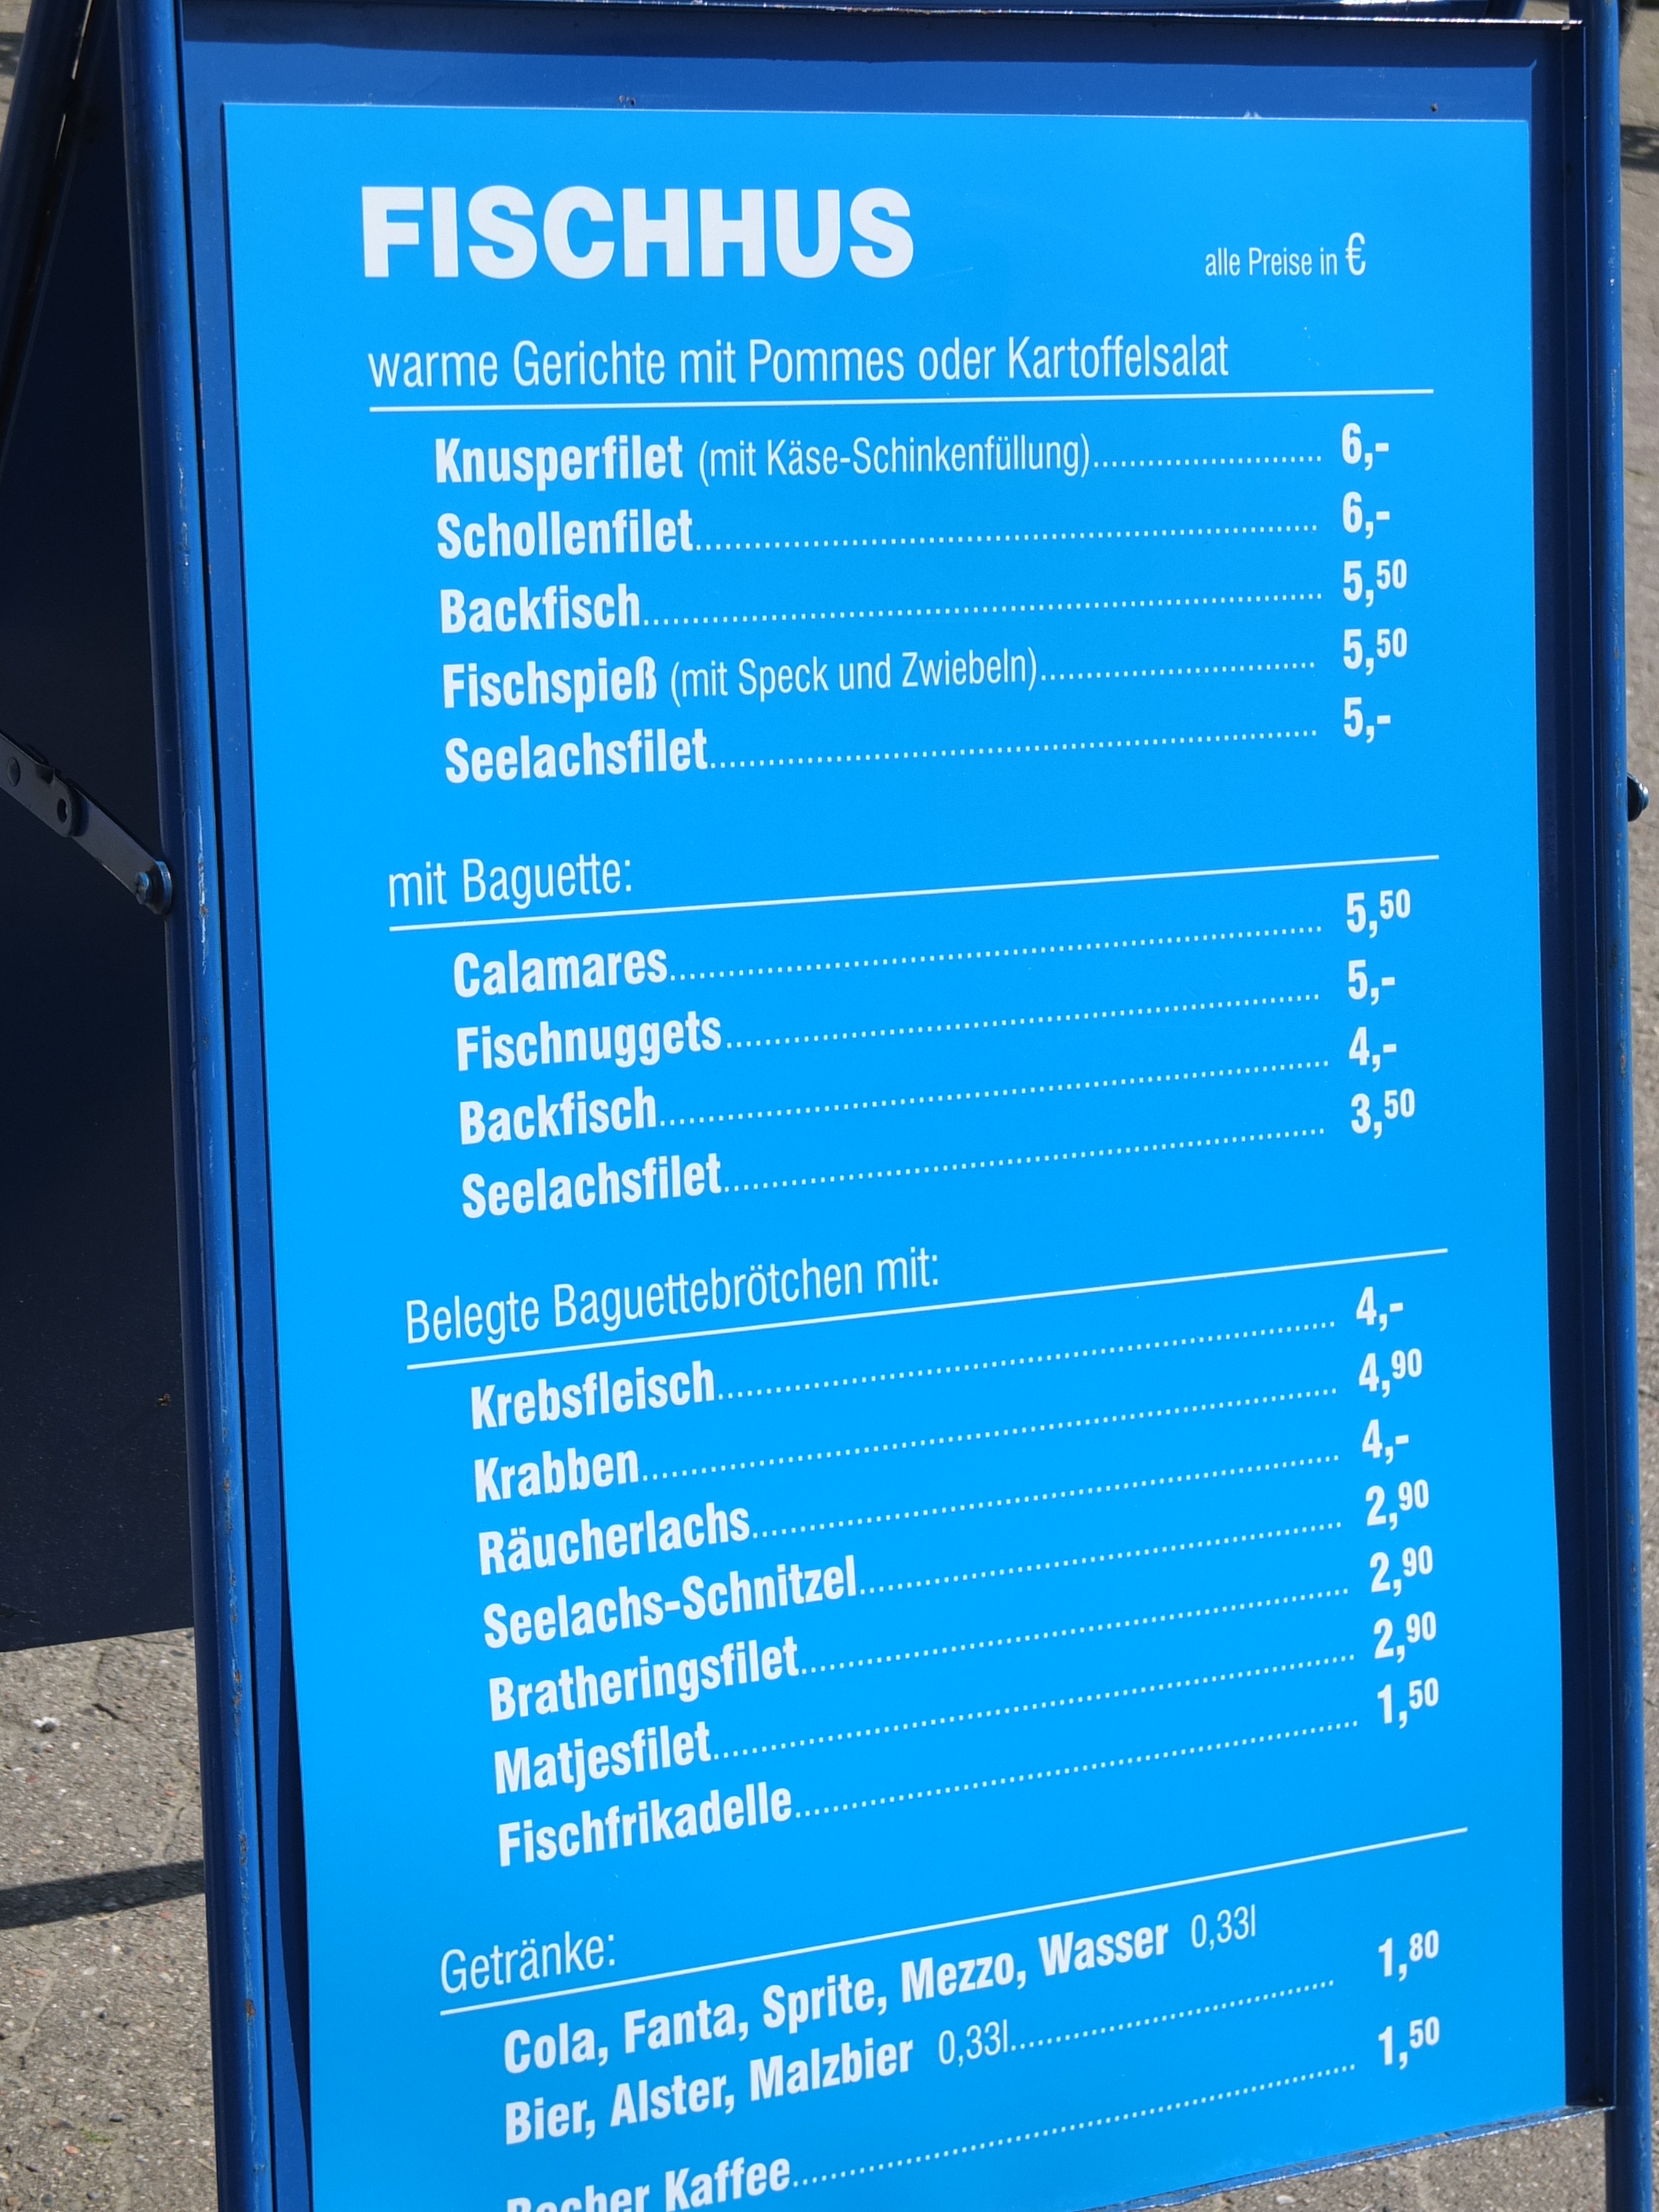 FISCHHUS
alle Preise in €
warme Gerichte mit Pommes oder Kartoffelsalat
Knusperfilet (mit Käse-Schinkenfüllung)........................ 6,-
Schollenfilet................................................................ 6,-
Backfisch..................................................................... 5,50
Fischspieß (mit Speck und Zwiebeln)............................ 5,50
Seelachsfilet.............................................................. 5,-
mit Baguette:
Calamares................................................................... 5,50
Fischnuggets.............................................................. 5,-
Backfisch..................................................................... 4,-
Seelachsfilet.............................................................. 3,50
Belegte Baguettebrötchen mit:
Krebsfleisch................................................................ 4,-
Krabben........................................................................ 4,90
Räucherlachs.............................................................. 4,-
Seelachs-Schnitzel.................................................. 2,90
Bratheringsfilet......................................................... 2,90
Matjesfilet................................................................... 2,90
Fischfrikadelle........................................................... 1,50
Getränke:
Cola, Fanta, Sprite, Mezzo, Wasser 0,33l
Bier, Alster, Malzbier 0,33l.................................... 1,80
Becher Kaffee............................................................ 1,50